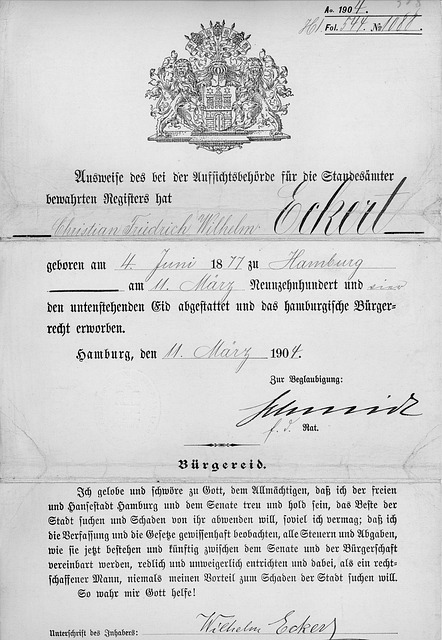 Ao. 1904.
Fol. 544. No 1081.
Ausweise des bei der Aufsichtsbehörde für die Standesämter
bewahrten Registers hat
Christian Friedrich Wilhelm Eckert
geboren am 4. Juni 1877 zu Hamburg
am 11. März Neunzehnhundert und vier
den untenstehenden Eid abgestattet und das hamburgische Bürger-
recht erworben.
Hamburg, den 11. März 1904.
Zur Beglaubigung:
Schmidt
f. d. Rat.
Bürgereid.
Ich gelobe und schwöre zu Gott, dem Allmächtigen, daß ich der freien
und Hansestadt Hamburg und dem Senate treu und hold sein, das Beste der
Stadt suchen und Schaden von ihr abwenden will, soviel ich vermag; daß ich
die Verfassung und die Gesetze gewissenhaft beobachten, alle Steuern und Abgaben,
wie sie jetzt bestehen und künftig zwischen dem Senate und der Bürgerschaft
vereinbart werden, redlich und unweigerlich entrichten und dabei, als ein recht-
schaffener Mann, niemals meinen Vorteil zum Schaden der Stadt suchen will.
So wahr mir Gott helfe!
Unterschrift des Inhabers: Wilhelm Eckert